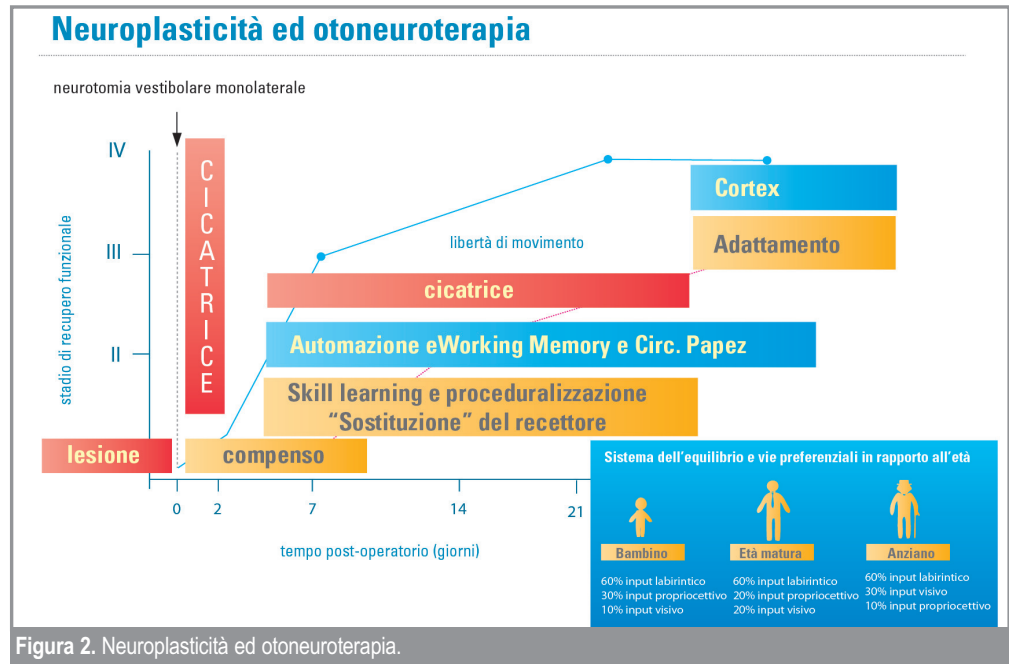 Neuroplasticità ed otoneuroterapia
neurotomia vestibolare monolaterale
stadio di recupero funzionale
IV
III
II
CICATRICE
Cortex
libertà di movimento
Adattamento
cicatrice
Automazione eWorking Memory e Circ. Papez
Skill learning e proceduralizzazione
“Sostituzione” del recettore
lesione
compenso
0 2 7 14 21
tempo post-operatorio (giorni)
Sistema dell’equilibrio e vie preferenziali in rapporto all’età
Bambino
60% input labirintico
30% input propriocettivo
10% input visivo
Età matura
60% input labirintico
20% input propriocettivo
20% input visivo
Anziano
60% input labirintico
30% input visivo
10% input propriocettivo
Figura 2. Neuroplasticità ed otoneuroterapia.